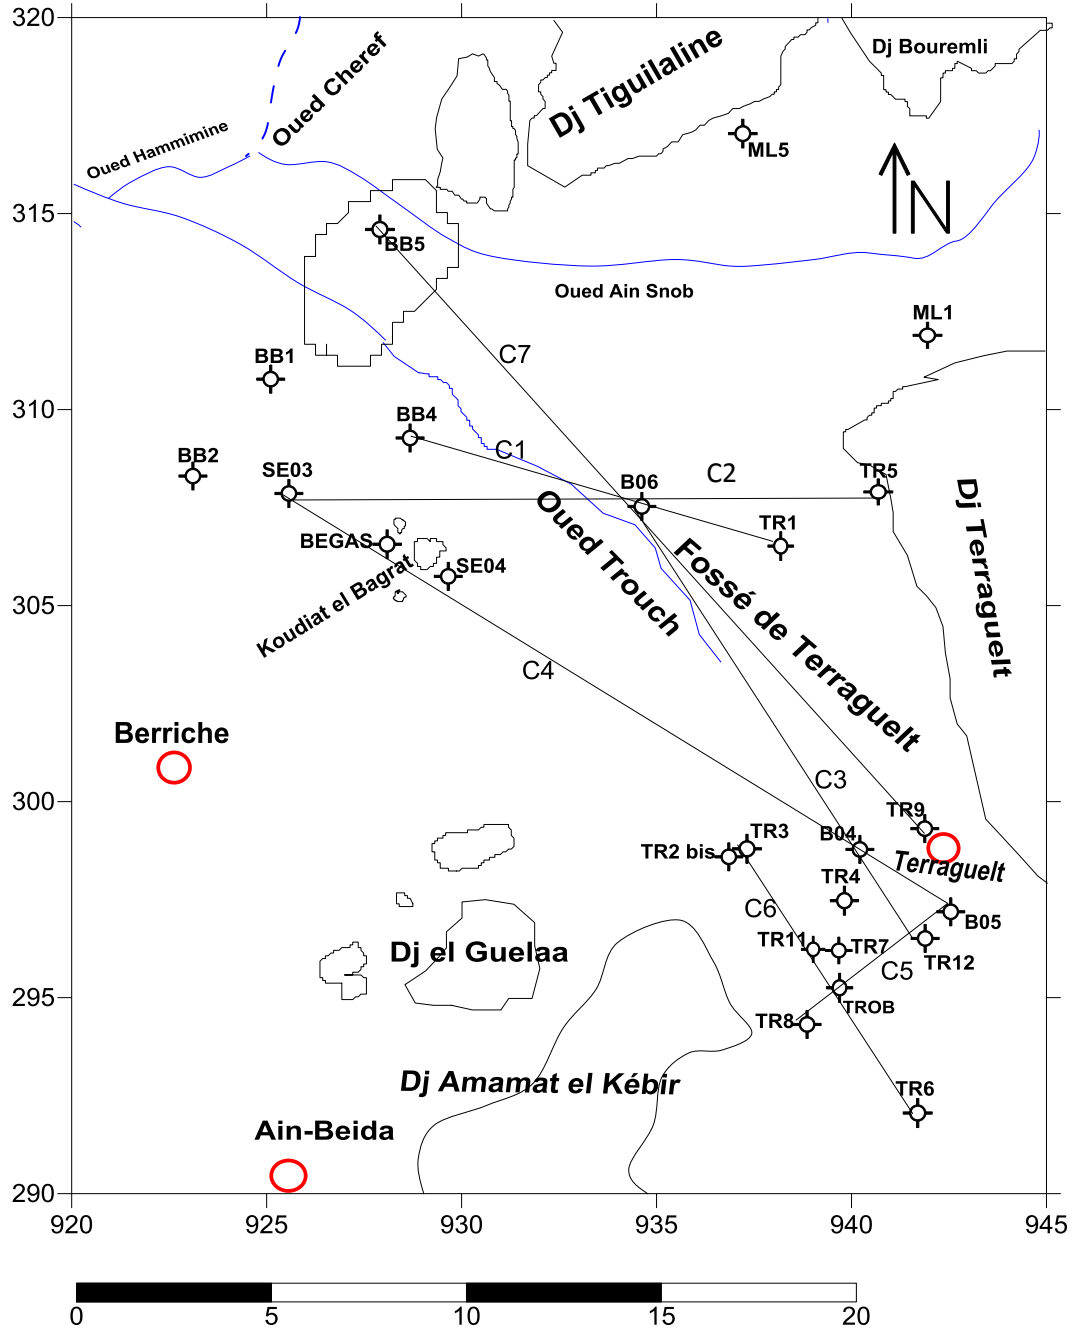 320
Dj Bouremli
Oued Cheref
Dj Tiguilaline
Oued Hammimine
ML5
N
315
BB5
Oued Ain Snob
ML1
C7
BB1
310
BB4
C1
BB2
SE03
C2
TR5
B06
TR1
Oued Trouch
Dj Terraguelt
BEGAS
SE04
Fossé de Terraguelt
Koudiat el Bagrat
305
C4
Berriche
C3
300
TR9
TR3
B04
TR2 bis
Terraguelt
TR4
C6
B05
TR11
TR7
TR12
Dj el Guelaa
C5
295
TROB
TR8
Dj Amamat el Kébir
TR6
Ain-Beida
290
920 925 930 935 940 945
0 5 10 15 20